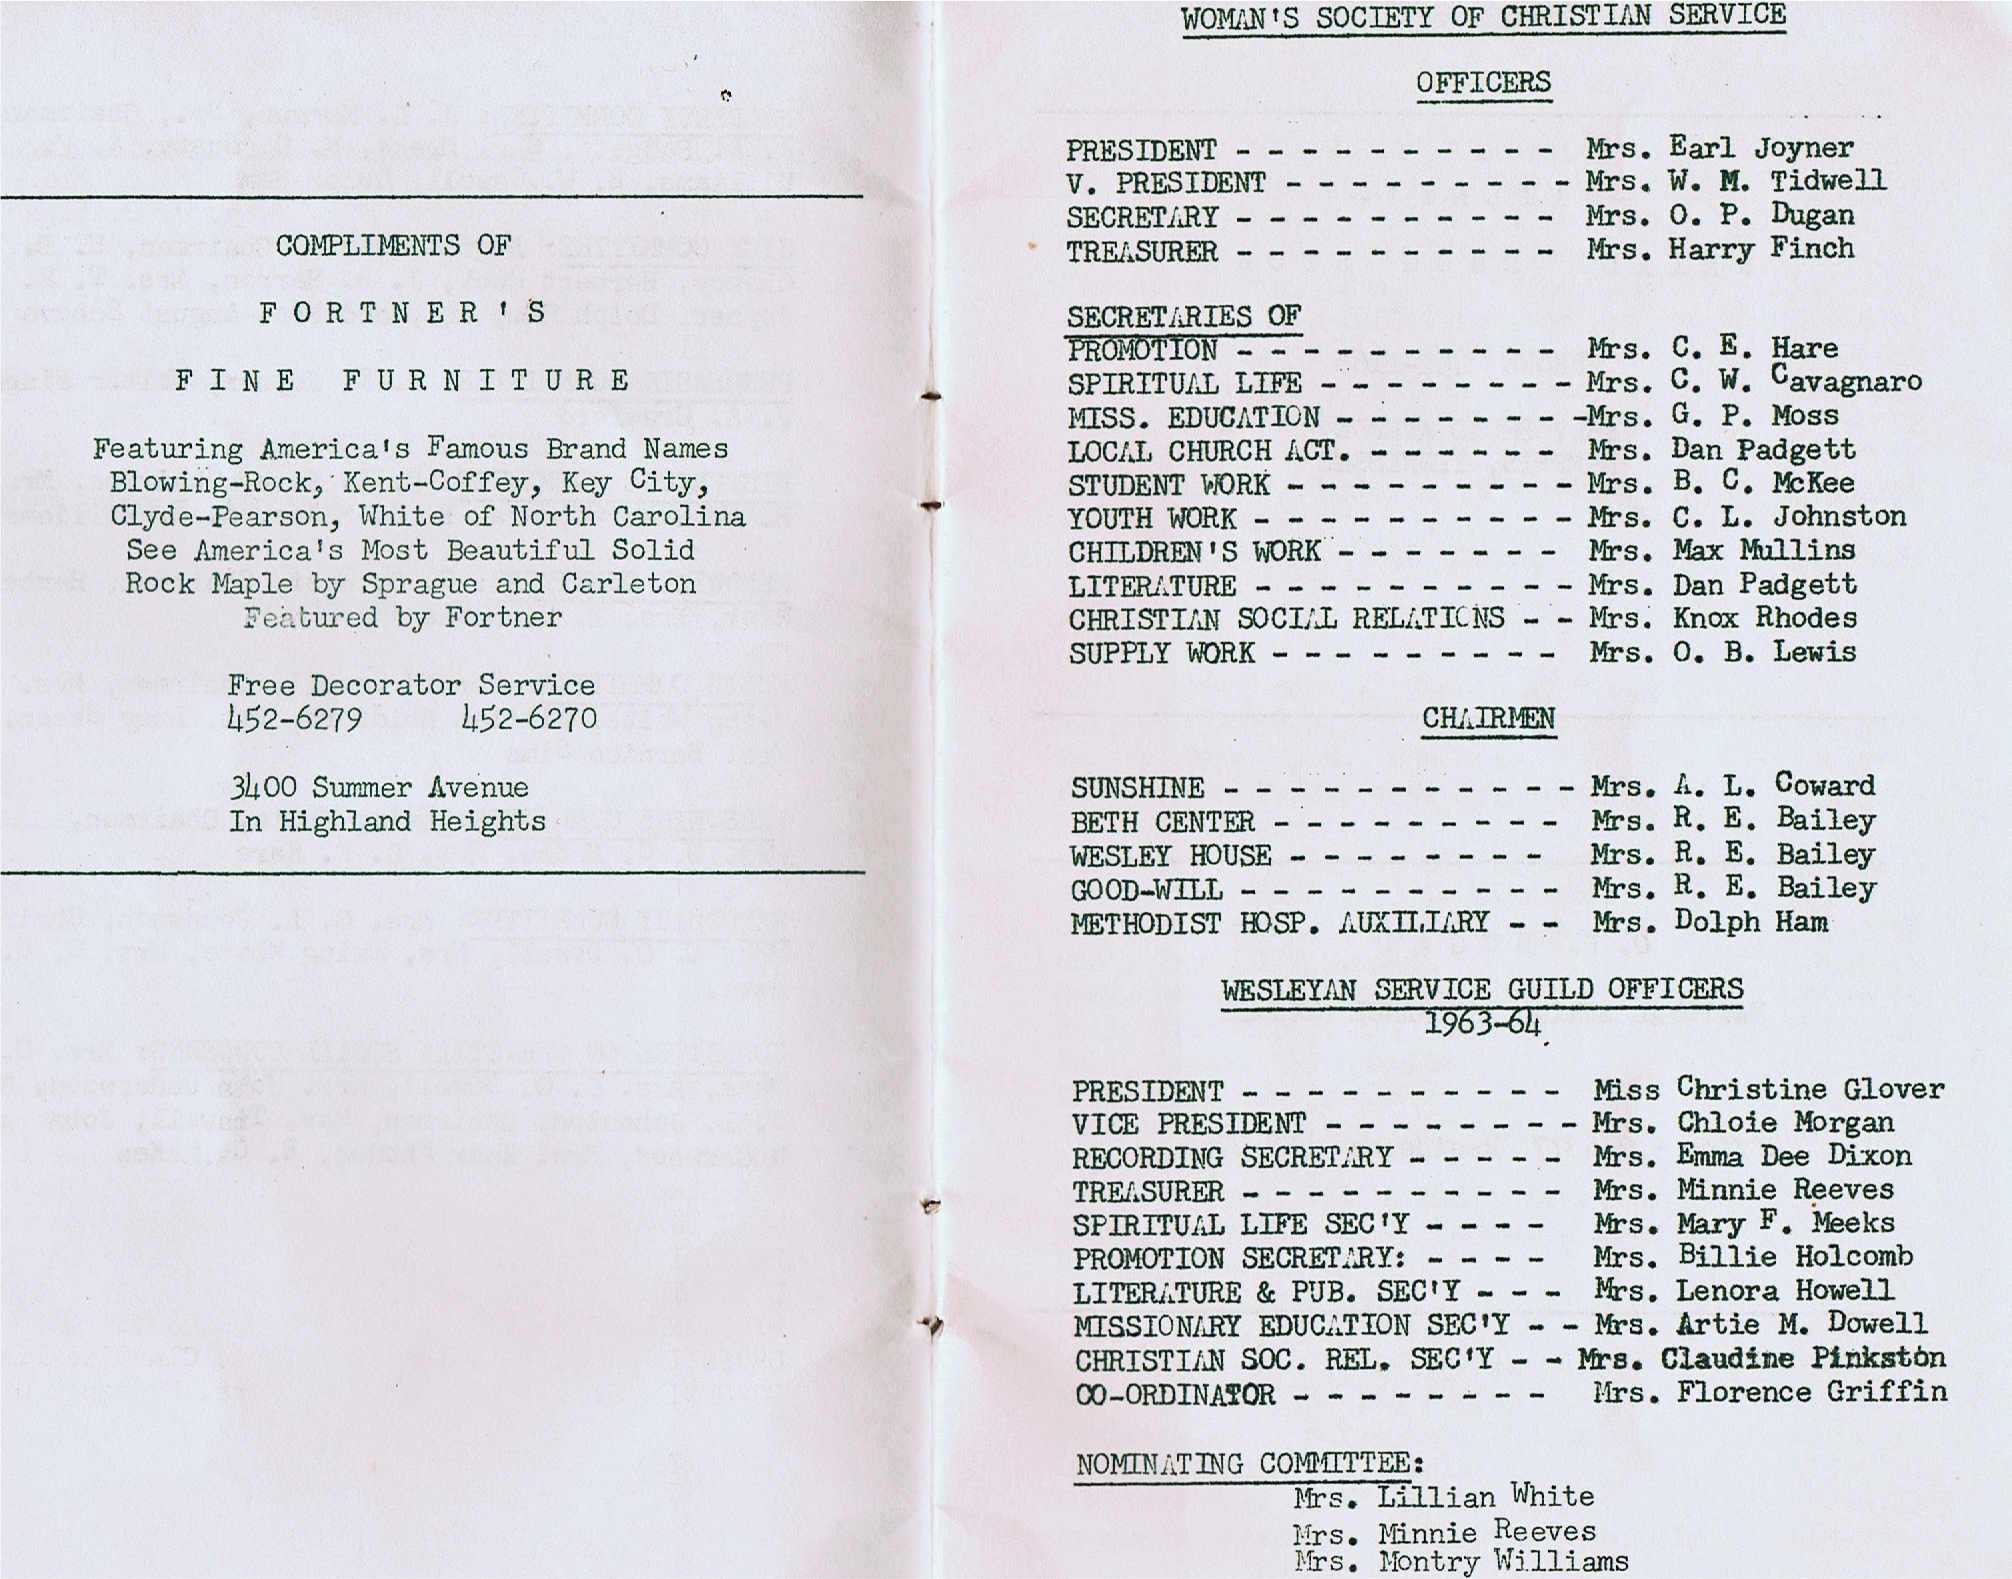 COMPLIMENTS OF
FORTNER'S
FINE FURNITURE
Featuring America's Famous Brand Names
Blowing-Rock, Kent-Coffey, Key City,
Clyde-Pearson, White of North Carolina
See America's Most Beautiful Solid
Rock Maple by Sprague and Carleton
Featured by Fortner
Free Decorator Service
452-6279 452-6270
3400 Summer Avenue
In Highland Heights
WOMAN'S SOCIETY OF CHRISTIAN SERVICE
OFFICERS
PRESIDENT - - - - - - - - - - Mrs. Earl Joyner
V. PRESIDENT - - - - - - - - - Mrs. W. M. Tidwell
SECRETARY - - - - - - - - - - Mrs. O. P. Dugan
TREASURER - - - - - - - - - - Mrs. Harry Finch
SECRETARIES OF
PROMOTION - - - - - - - - - - Mrs. C. E. Hare
SPIRITUAL LIFE - - - - - - - -Mrs. C. W. Cavagnaro
MISS. EDUCATION - - - - - - - -Mrs. G. P. Moss
LOCAL CHURCH ACT. - - - - - - Mrs. Dan Padgett
STUDENT WORK - - - - - - - - - Mrs. B. C. McKee
YOUTH WORK - - - - - - - - - - Mrs. C. L. Johnston
CHILDREN'S WORK - - - - - - - Mrs. Max Mullins
LITERATURE - - - - - - - - - - Mrs. Dan Padgett
CHRISTIAN SOCIAL RELATIONS - - Mrs. Knox Rhodes
SUPPLY WORK - - - - - - - - - Mrs. O. B. Lewis
CHAIRMEN
SUNSHINE - - - - - - - - - - - Mrs. A. L. Coward
BETH CENTER - - - - - - - - - Mrs. R. E. Bailey
WESLEY HOUSE - - - - - - - - Mrs. R. E. Bailey
GOOD-WILL - - - - - - - - - - Mrs. R. E. Bailey
METHODIST HOSP. AUXILIARY - - Mrs. Dolph Ham
WESLEYAN SERVICE GUILD OFFICERS
1963-64
PRESIDENT - - - - - - - - - - Miss Christine Glover
VICE PRESIDENT - - - - - - - - Mrs. Chloie Morgan
RECORDING SECRETARY - - - - - Mrs. Emma Dee Dixon
TREASURER - - - - - - - - - - Mrs. Minnie Reeves
SPIRITUAL LIFE SEC'Y - - - - Mrs. Mary F. Meeks
PROMOTION SECRETARY: - - - - Mrs. Billie Holcomb
LITERATURE & PUB. SEC'Y - - - Mrs. Lenora Howell
MISSIONARY EDUCATION SEC'Y - - Mrs. Artie M. Dowell
CHRISTIAN SOC. REL. SEC'Y - - Mrs. Claudine Pinkston
CO-ORDINATOR - - - - - - - - Mrs. Florence Griffin
NOMINATING COMMITTEE:
Mrs. Lillian White
Mrs. Minnie Reeves
Mrs. Montry Williams